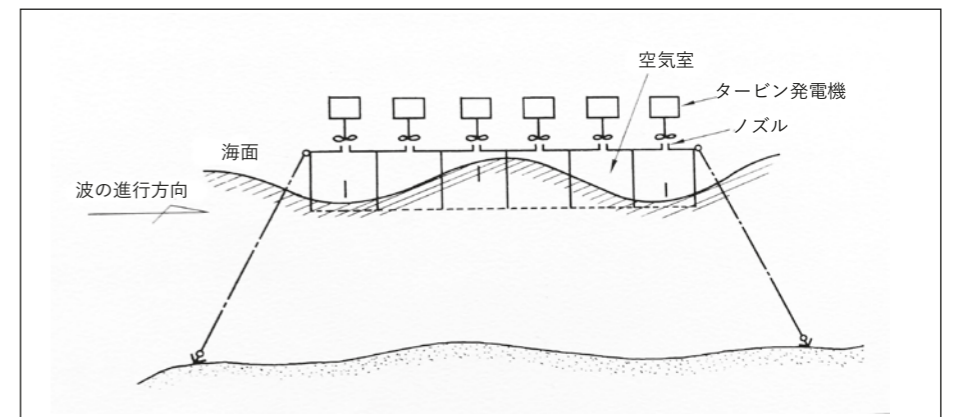 空気室
タービン発電機
ノズル
海面
波の進行方向